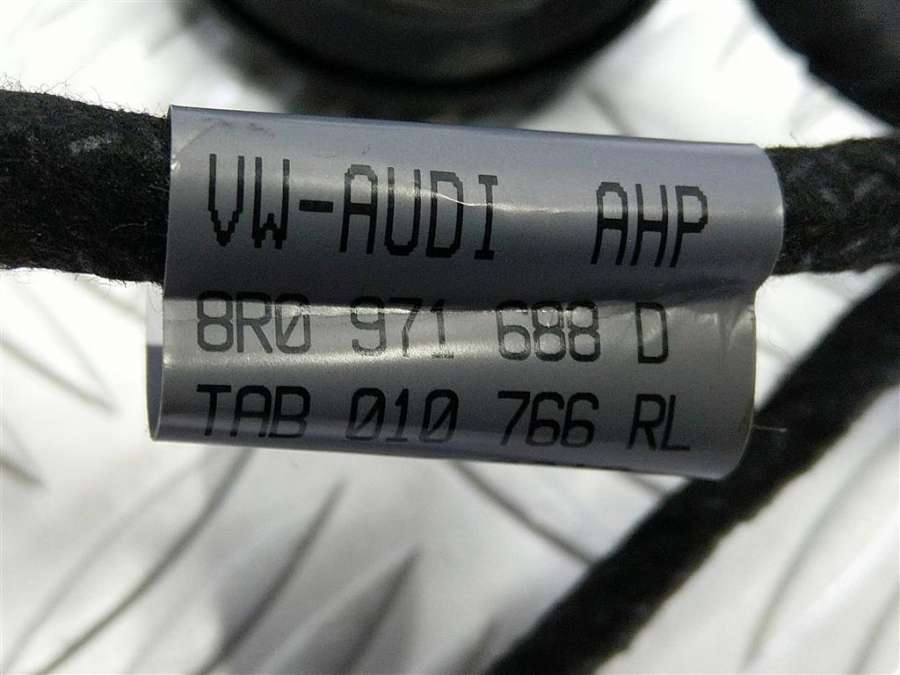 VW-AUDI AHP
8R0 971 688 D
TAB 010 766 RL